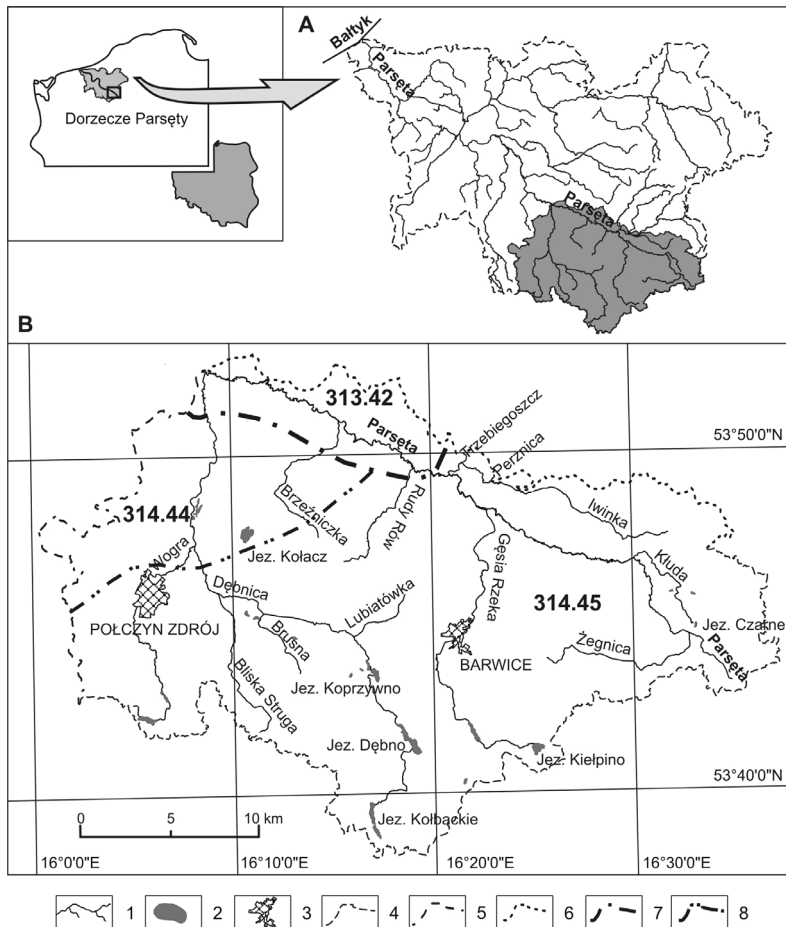 A
Bałtyk
Parsęta
Dorzecze Parsęty
Parsęta
B
313.42
Parsęta
Trzebiegoszcz
Perznica
53°50'0"N
Brzeźniczka
Rudy Rów
Iwinka
314.44
Wogra
Jez. Kołacz
Gęsia Rzeka
Kłuda
Dębnica
Lubiatówka
314.45
Jez. Czarne
POŁCZYN ZDRÓJ
Bruśna
BARWICE
Żegnica
Parsęta
Bliska Struga
Jez. Koprzywno
Jez. Dębno
Jez. Kiełpino
53°40'0"N
Jez. Kołbackie
0 5 10 km
16°0'0"E 16°10'0"E 16°20'0"E 16°30'0"E
1 2 3 4 5 6 7 8